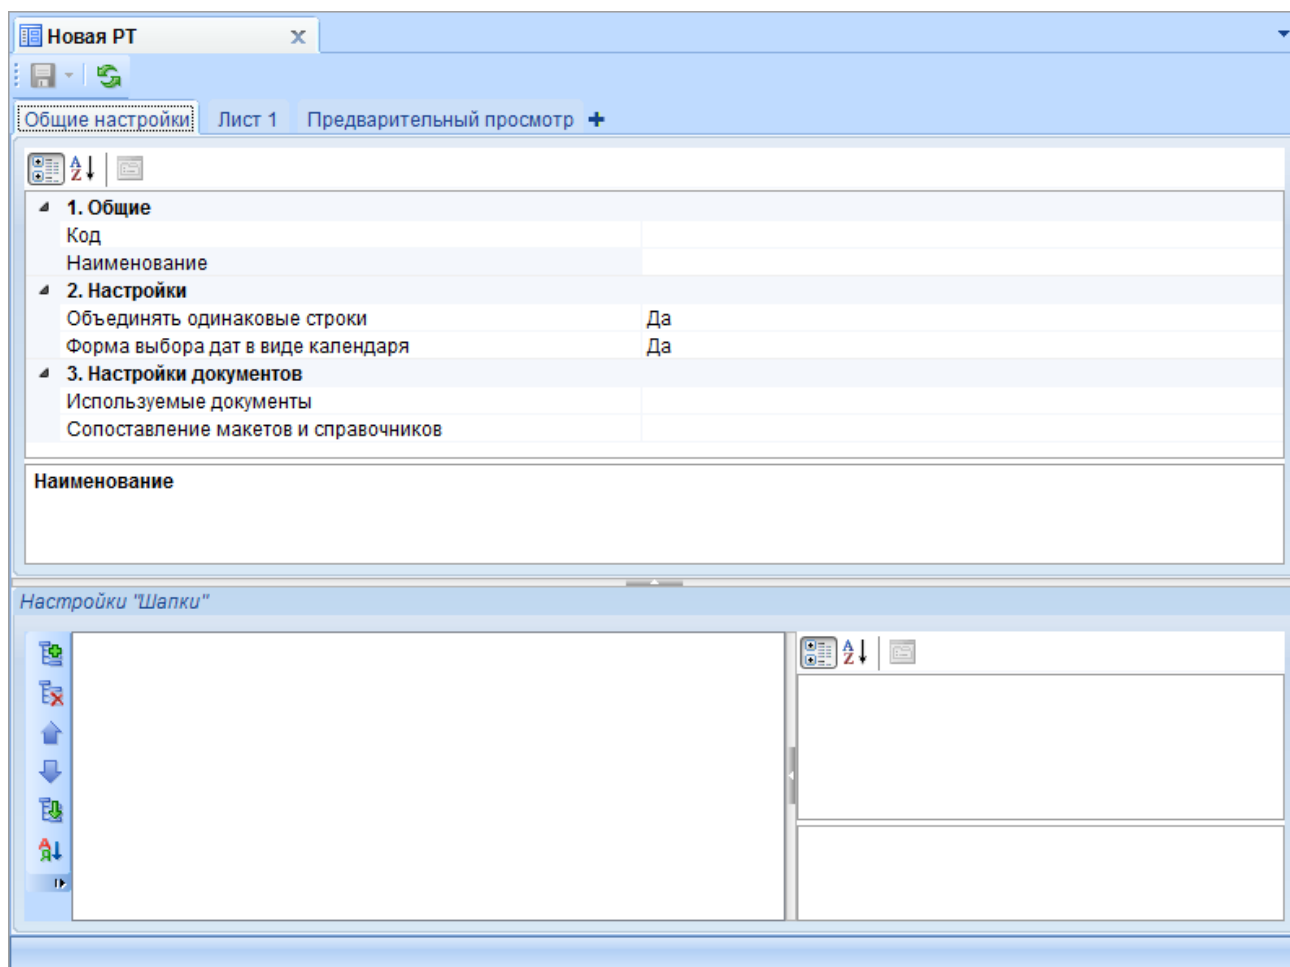 Новая РТ
Общие настройки Лист 1 Предварительный просмотр
1. Общие
Код
Наименование
2. Настройки
Объединять одинаковые строки Да
Форма выбора дат в виде календаря Да
3. Настройки документов
Используемые документы
Сопоставление макетов и справочников
Наименование
Настройки "Шапки"